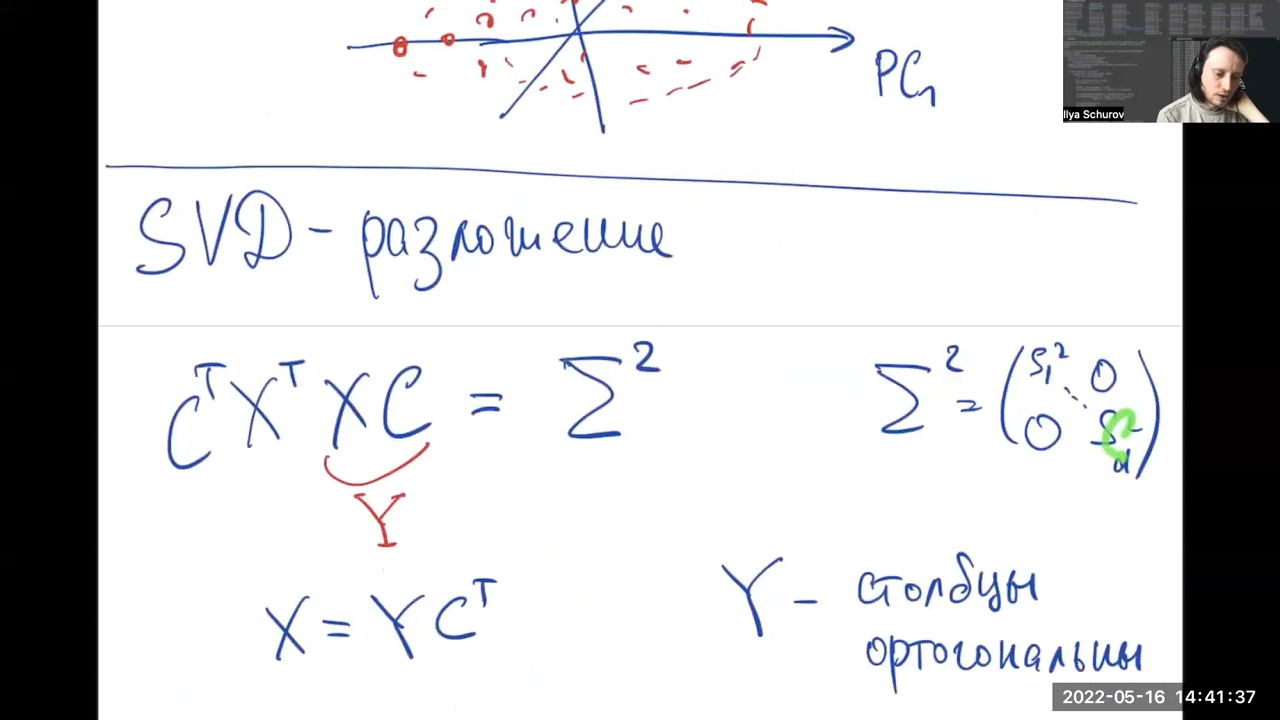 PC₁
Ilya Schurov
SVD - разложение
CᵀXᵀXC = Σ²
Σ² = (s₁² 0 ⋱ 0 s_d²)
Y
X = YCᵀ
Y - столбцы
ортогональны
2022-05-16 14:41:37